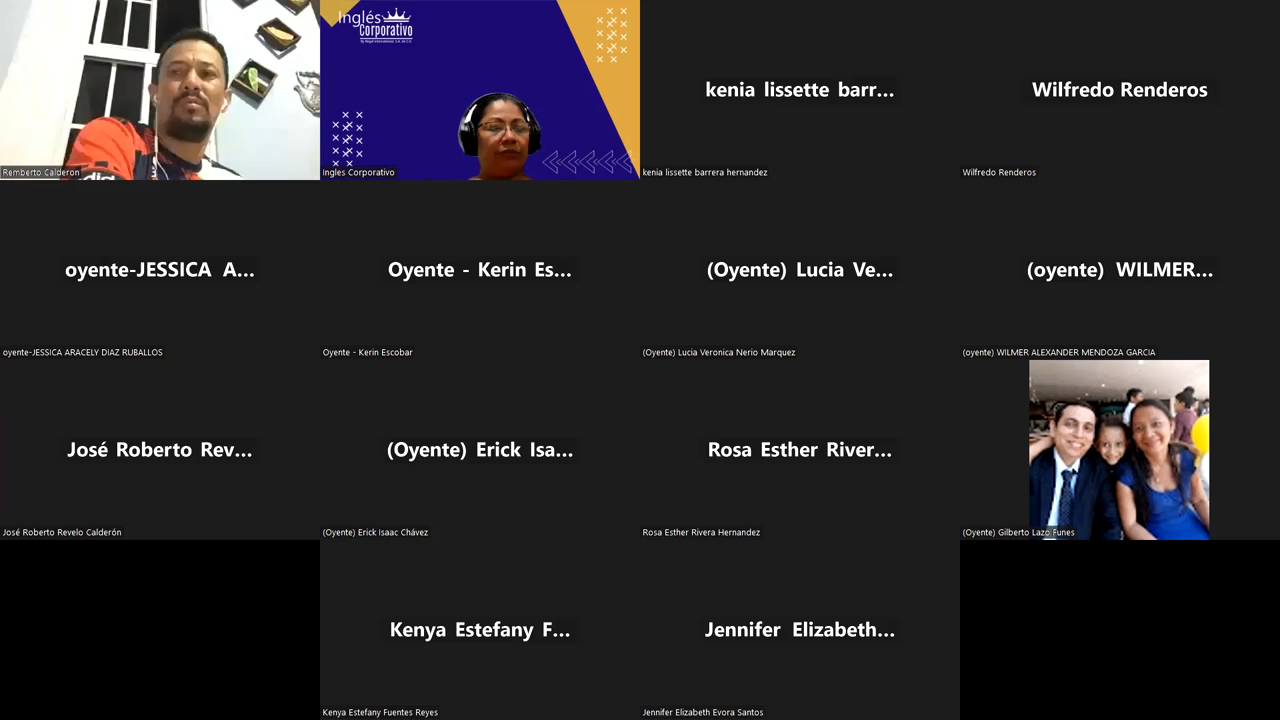 Inglés
Corporativo
Remberto Calderon
Ingles Corporativo
kenia lissette barr...
kenia lissette barrera hernandez
Wilfredo Renderos
Wilfredo Renderos
oyente-JESSICA A...
oyente-JESSICA ARACELY DIAZ RUBALLOS
Oyente - Kerin Es...
Oyente - Kerin Escobar
(Oyente) Lucia Ve...
(Oyente) Lucia Veronica Nerio Marquez
(oyente) WILMER...
(oyente) WILMER ALEXANDER MENDOZA GARCIA
José Roberto Rev...
José Roberto Revelo Calderón
(Oyente) Erick Isa...
(Oyente) Erick Isaac Chávez
Rosa Esther River...
Rosa Esther Rivera Hernandez
(Oyente) Gilberto Lazo Funes
Kenya Estefany F...
Kenya Estefany Fuentes Reyes
Jennifer Elizabeth...
Jennifer Elizabeth Evora Santos